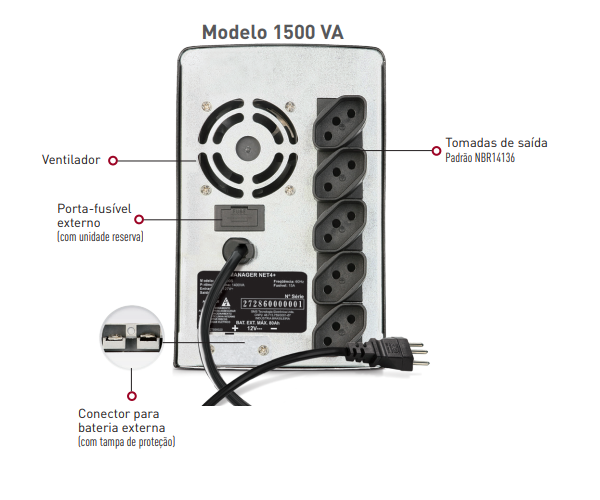 Modelo 1500 VA
Ventilador
Tomadas de saída
Padrão NBR14136
Porta-fusível
externo
(com unidade reserva)
MANAGER NET4+
Nº Série
272860000001
BAT. EXT. MÁX. 80Ah
+ 12V -
Conector para
bateria externa
(com tampa de proteção)